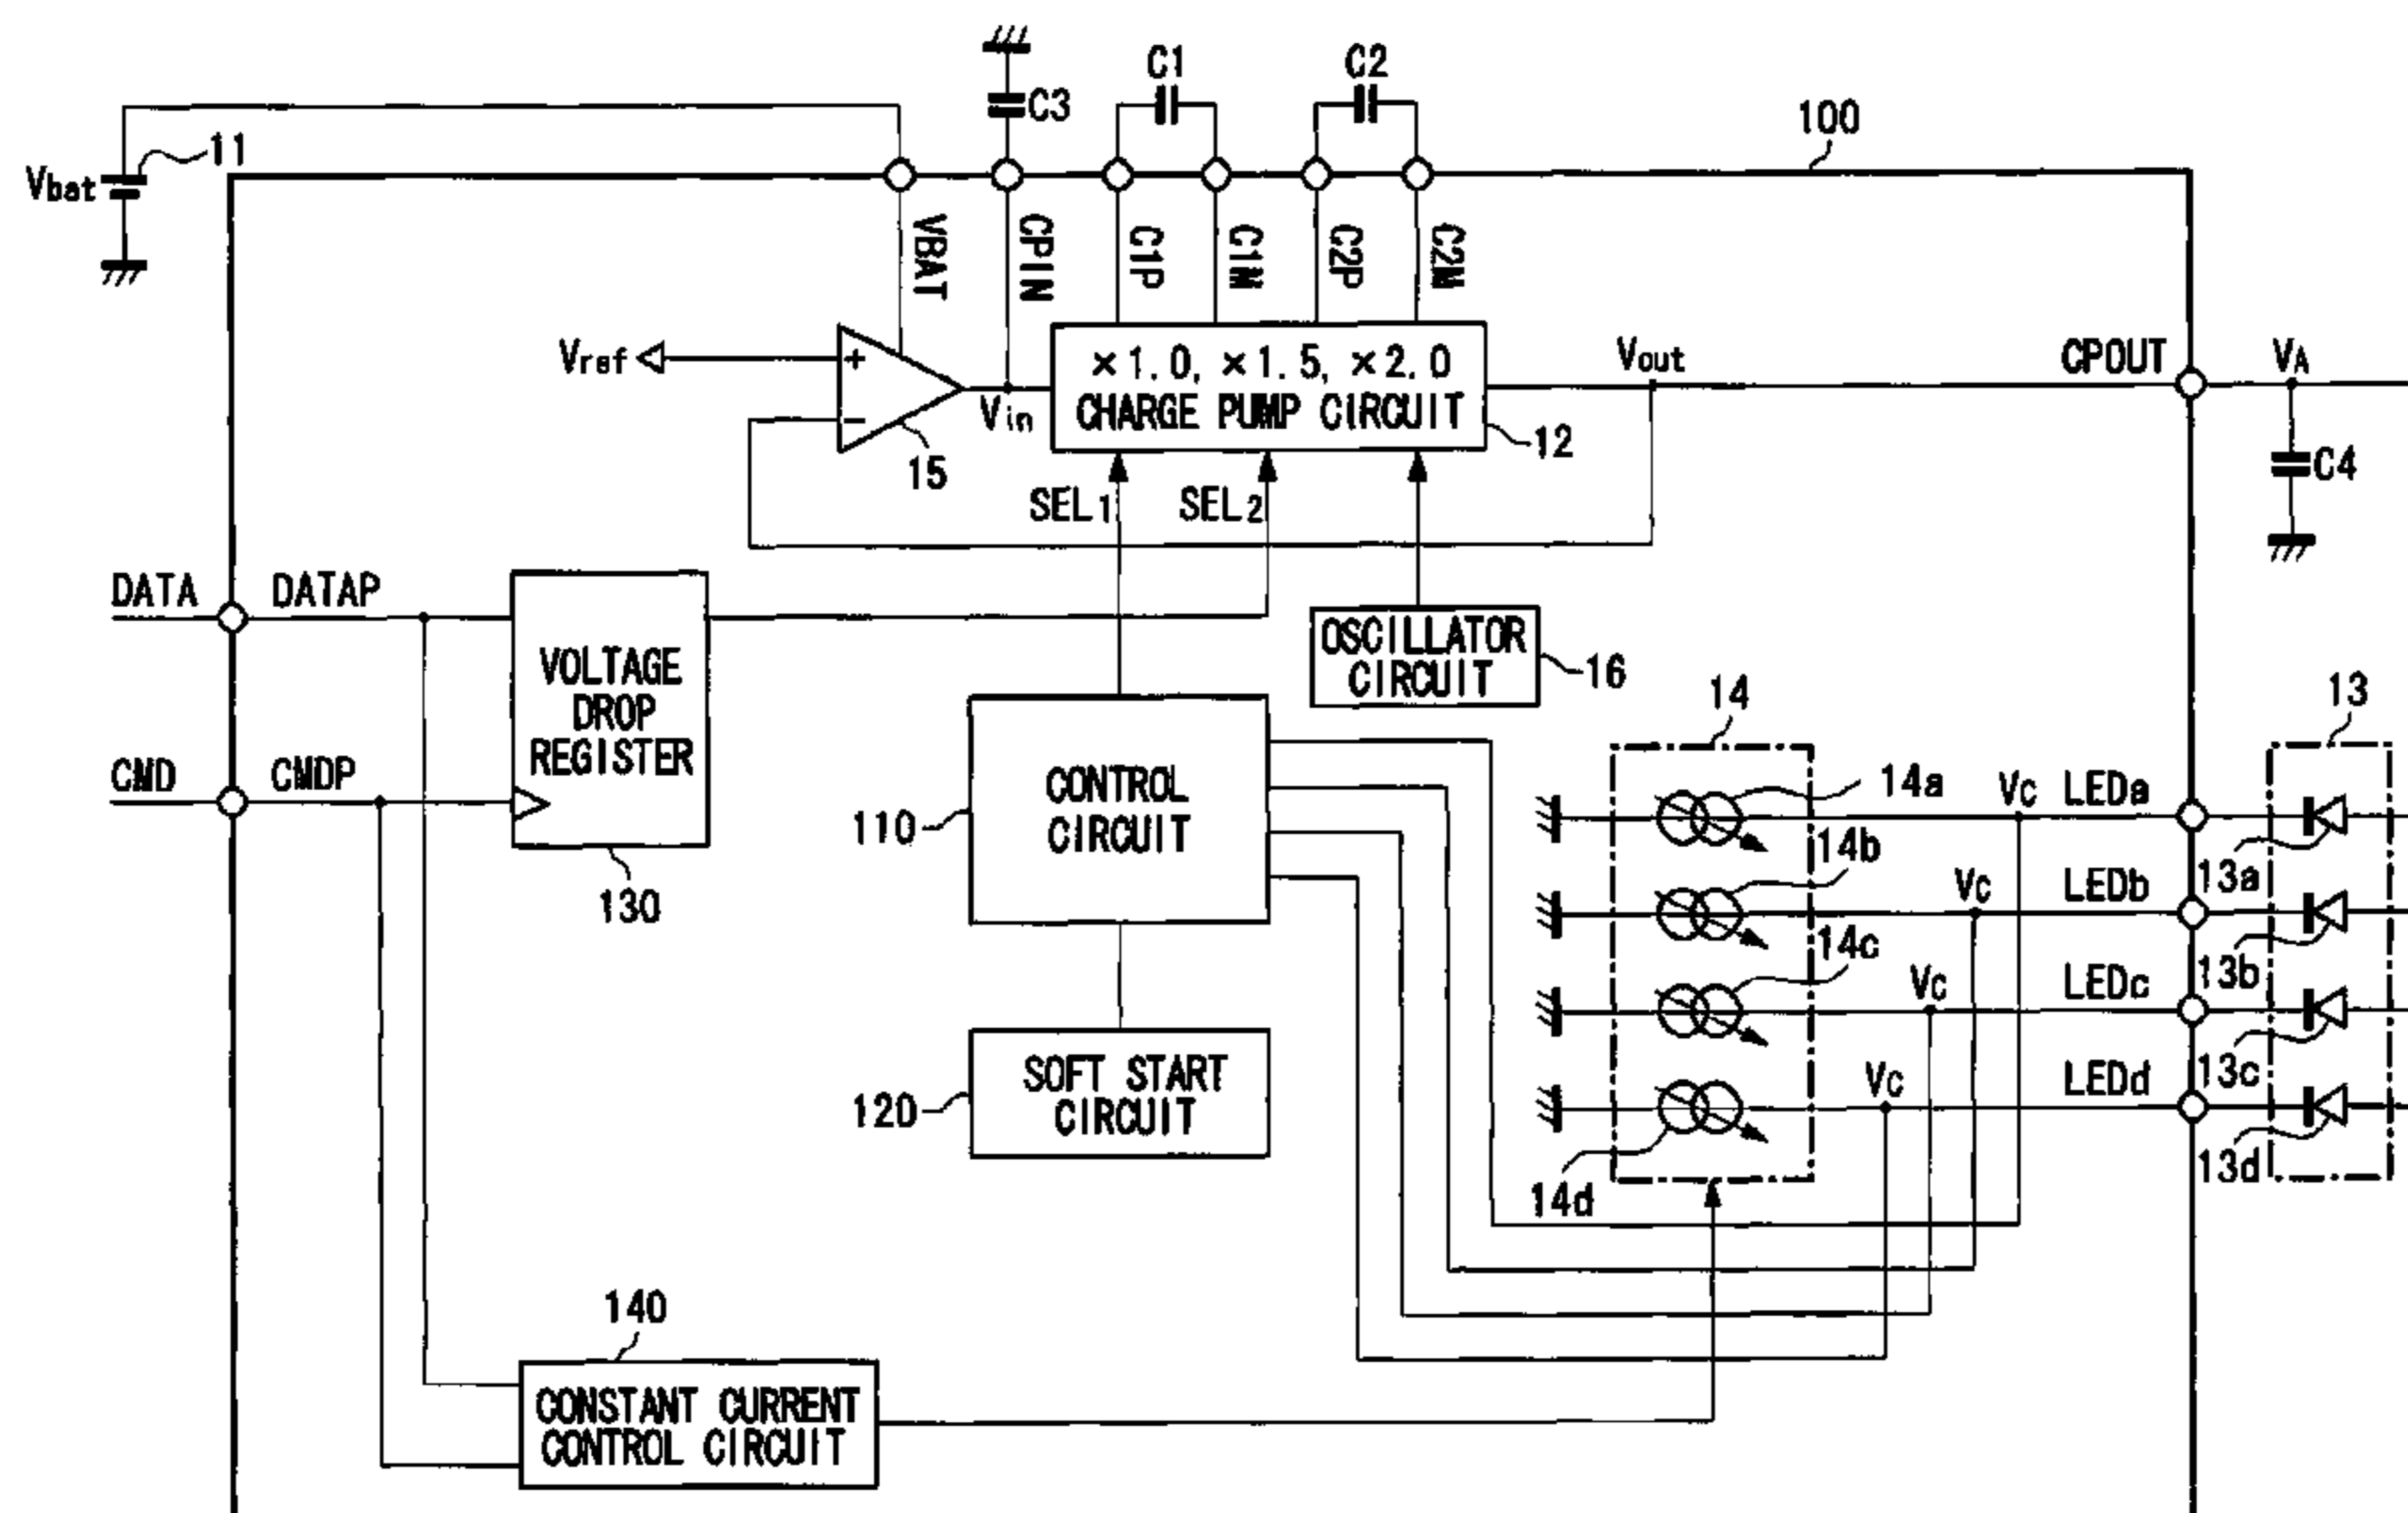 C1
C2
C3
100
11
Vbat
VBAT
CPIN
C1P
C1M
C2P
C2M
Vref
+
-
15
Vin
×1.0, ×1.5, ×2.0
CHARGE PUMP CIRCUIT
12
Vout
CPOUT
VA
C4
SEL1
SEL2
DATA
DATAP
VOLTAGE
DROP
REGISTER
130
CMD
CMDP
OSCILLATOR
CIRCUIT
16
CONTROL
CIRCUIT
110
SOFT START
CIRCUIT
120
14
14a
14b
14c
14d
VC
LEDa
VC
LEDb
VC
LEDc
VC
LEDd
13
13a
13b
13c
13d
140
CONSTANT CURRENT
CONTROL CIRCUIT